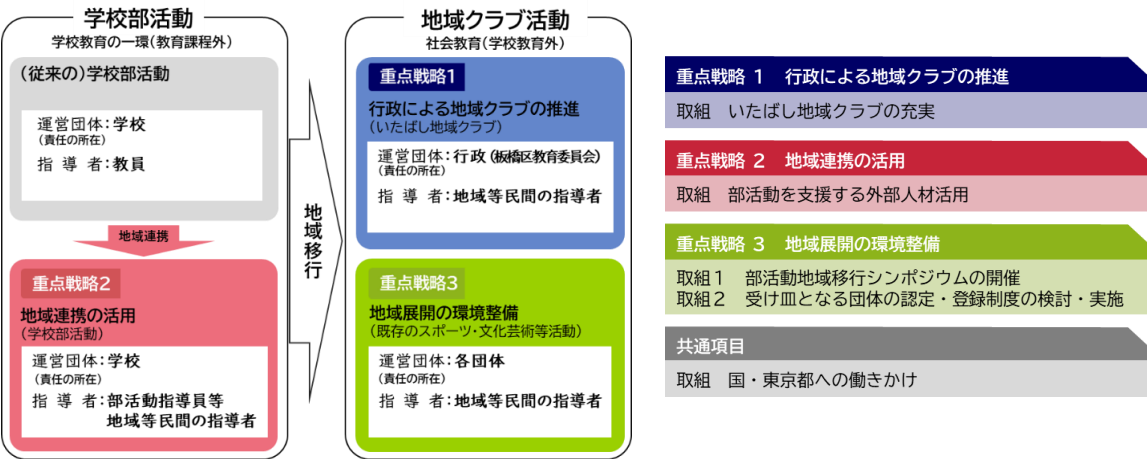 学校部活動
学校教育の一環(教育課程外)
(従来の)学校部活動
運営団体:学校
(責任の所在)
指導者:教員
地域連携
重点戦略2
地域連携の活用
(学校部活動)
運営団体:学校
(責任の所在)
指導者:部活動指導員等
地域等民間の指導者
地域移行
地域クラブ活動
社会教育(学校教育外)
重点戦略1
行政による地域クラブの推進
(いたばし地域クラブ)
運営団体:行政(板橋区教育委員会)
(責任の所在)
指導者:地域等民間の指導者
重点戦略3
地域展開の環境整備
(既存のスポーツ・文化芸術等活動)
運営団体:各団体
(責任の所在)
指導者:地域等民間の指導者
重点戦略 1 行政による地域クラブの推進
取組 いたばし地域クラブの充実
重点戦略 2 地域連携の活用
取組 部活動を支援する外部人材活用
重点戦略 3 地域展開の環境整備
取組1 部活動地域移行シンポジウムの開催
取組2 受け皿となる団体の認定・登録制度の検討・実施
共通項目
取組 国・東京都への働きかけ